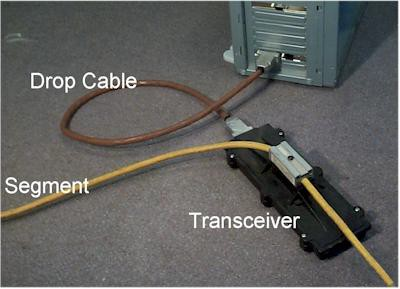 Drop Cable
Segment
Transceiver